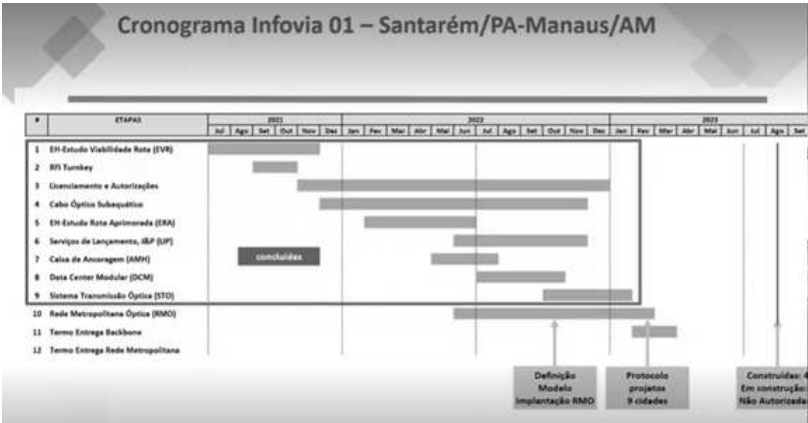 Cronograma Infovia 01 – Santarém/PA-Manaus/AM
# ETAPAS 2021 2022 2023
Jul Ago Set Out Nov Dez Jan Fev Mar Abr Mai Jun Jul Ago Set Out Nov Dez Jan Fev Mar Abr Mai Jun Jul Ago Set
1 EH-Estudo Viabilidade Rota (EVR)
2 RFI Turnkey
3 Licenciamento e Autorizações
4 Cabo Óptico Subaquático
5 EH-Estudo Rota Aprimorada (ERA)
6 Serviços de Lançamento, I&P (LIP)
7 Caixa de Ancoragem (AMH)
concluídas
8 Data Center Modular (DCM)
9 Sistema Transmissão Óptica (STO)
10 Rede Metropolitana Óptica (RMO)
11 Termo Entrega Backbone
12 Termo Entrega Rede Metropolitana
Definição
Modelo
Implantação RMO
Protocolo
projetos
9 cidades
Construídas: 4
Em construção:
Não Autorizada